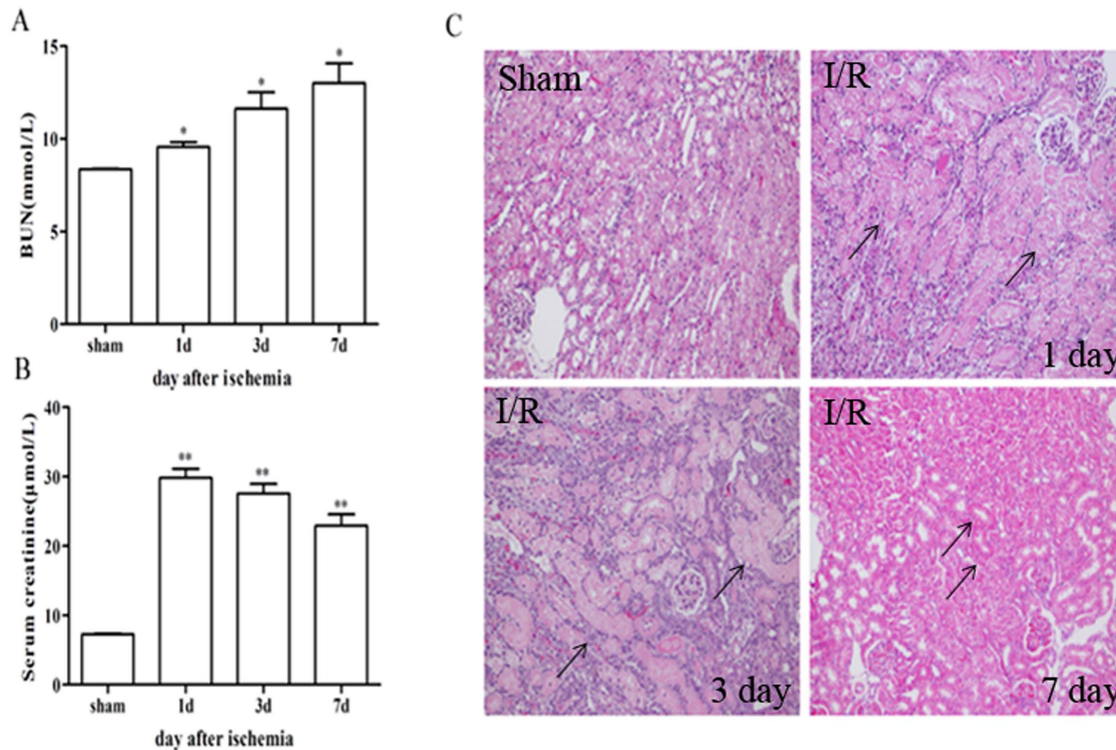 A
BUN(mmol/L)
15
10
5
0
*
*
*
sham 1d 3d 7d
day after ischemia
B
Serum creatinine(μmol/L)
40
30
20
10
0
**
**
**
sham 1d 3d 7d
day after ischemia
C
Sham
I/R
1 day
I/R
3 day
I/R
7 day